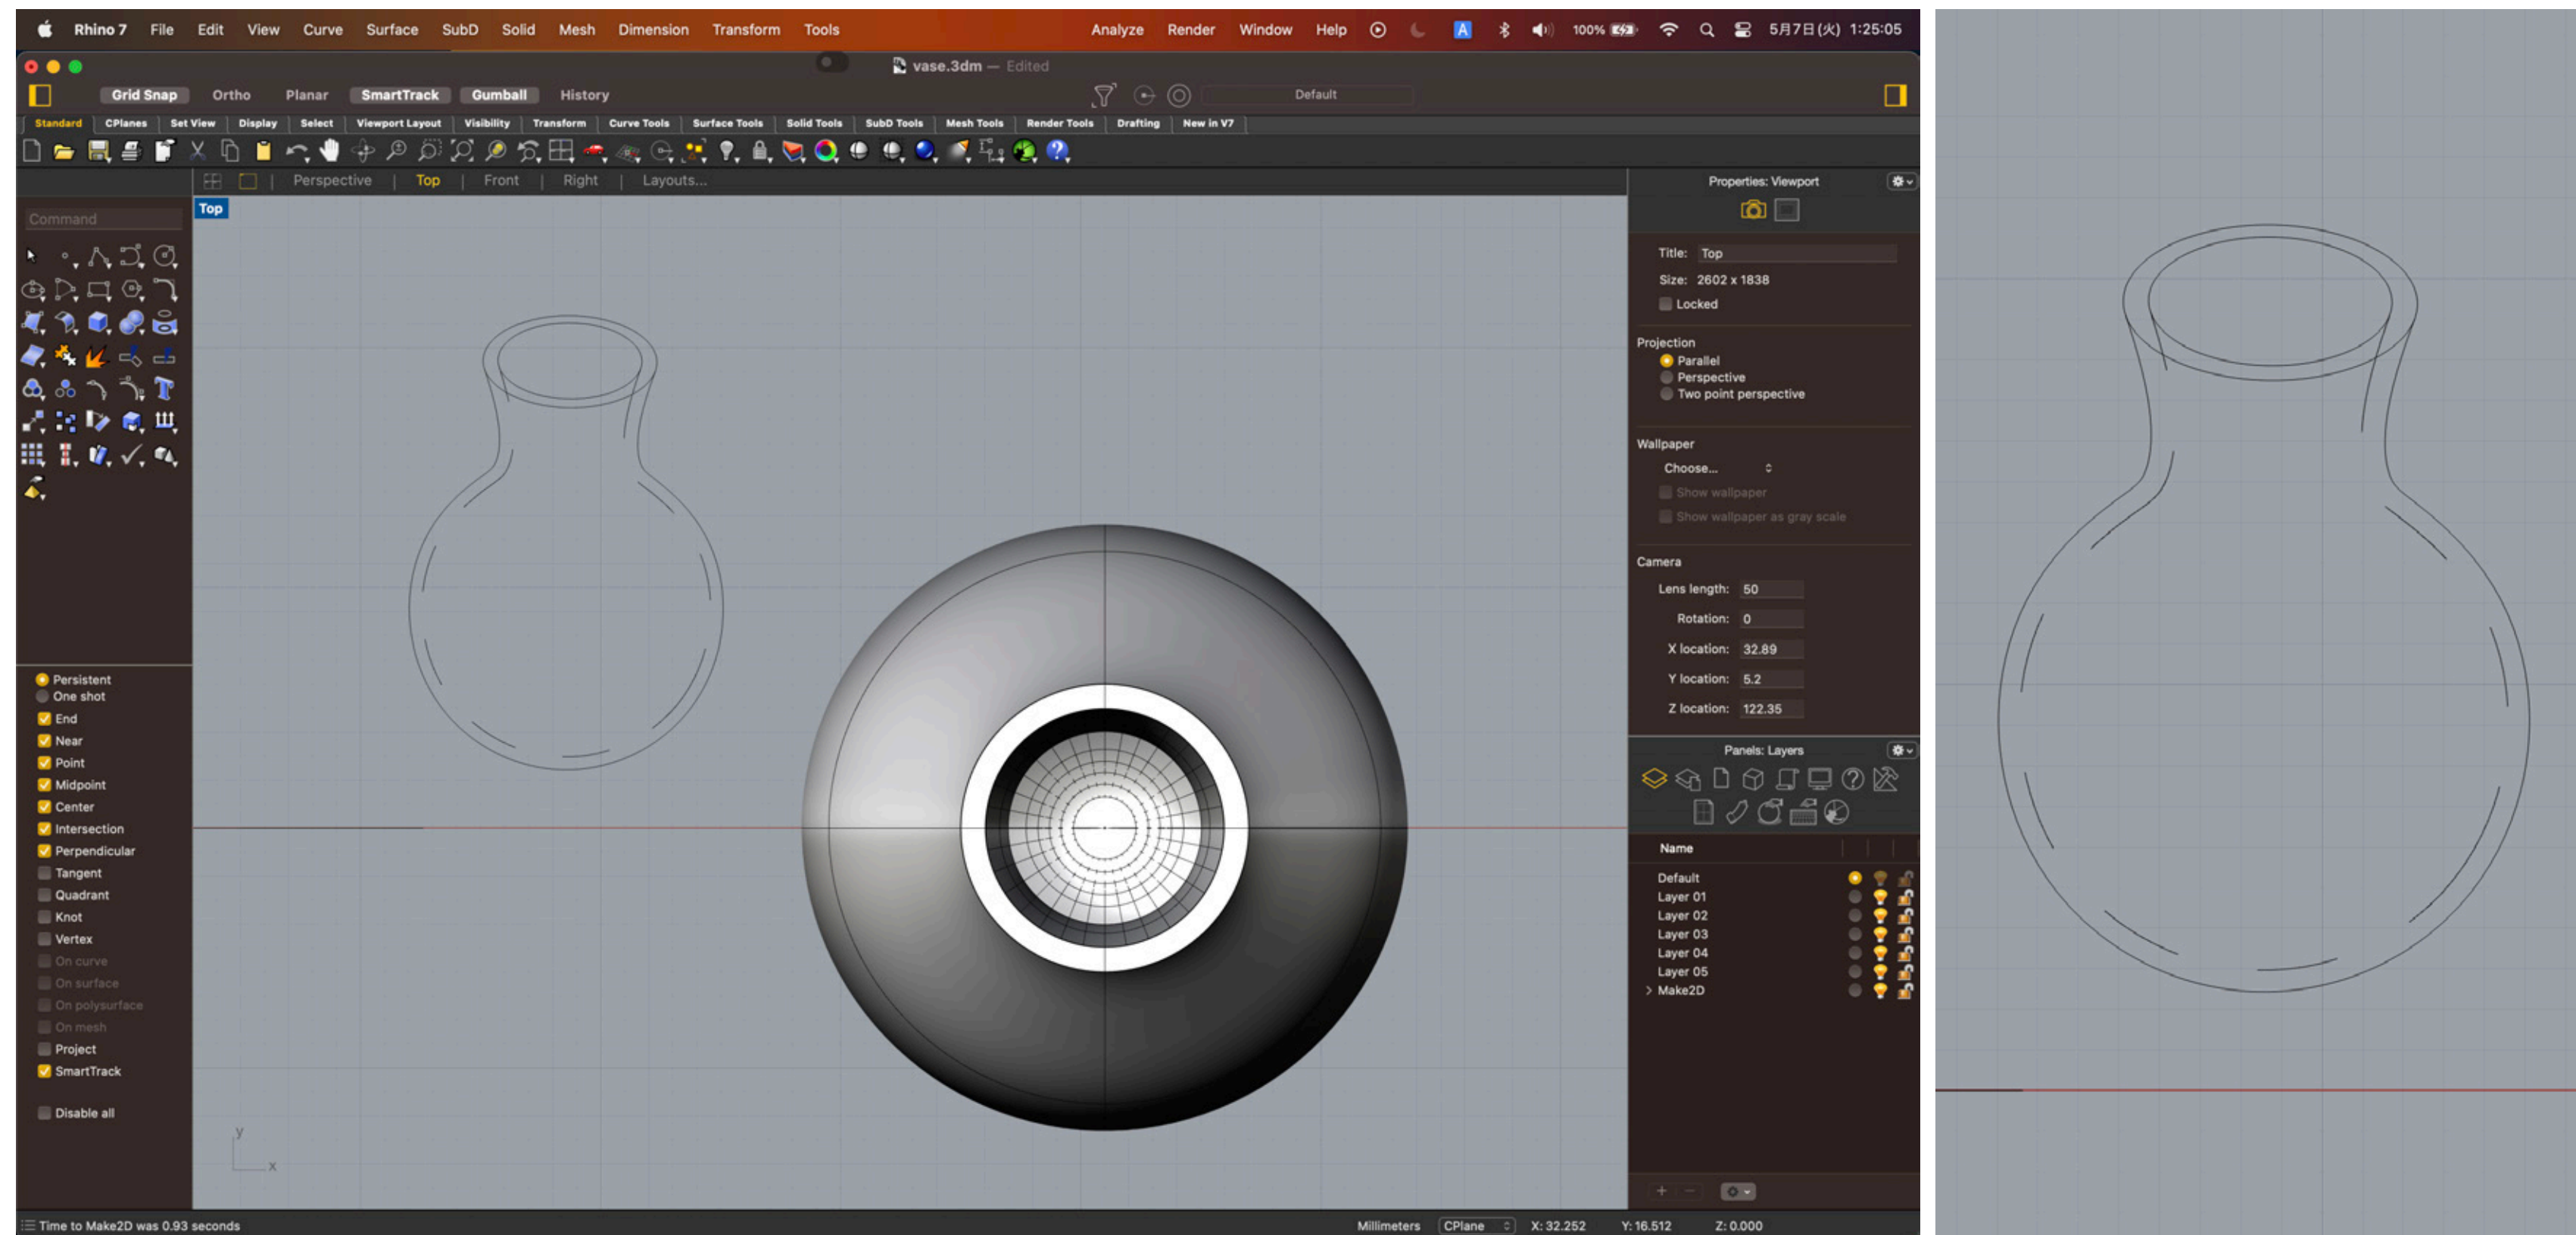 Rhino 7 File Edit View Curve Surface SubD Solid Mesh Dimension Transform Tools Analyze Render Window Help A 100% 5月7日(火) 1:25:05
vase.3dm — Edited
Grid Snap Ortho Planar SmartTrack Gumball History Default
Standard CPlanes Set View Display Select Viewport Layout Visibility Transform Curve Tools Surface Tools Solid Tools SubD Tools Mesh Tools Render Tools Drafting New in V7
Perspective | Top | Front | Right | Layouts...
Command
Top
Persistent
One shot
End
Near
Point
Midpoint
Center
Intersection
Perpendicular
Tangent
Quadrant
Knot
Vertex
On curve
On surface
On polysurface
On mesh
Project
SmartTrack
Disable all
y
x
Properties: Viewport
Title: Top
Size: 2602 x 1838
Locked
Projection
Parallel
Perspective
Two point perspective
Wallpaper
Choose...
Show wallpaper
Show wallpaper as gray scale
Camera
Lens length: 50
Rotation: 0
X location: 32.89
Y location: 5.2
Z location: 122.35
Panels: Layers
Name
Default
Layer 01
Layer 02
Layer 03
Layer 04
Layer 05
> Make2D
Time to Make2D was 0.93 seconds Millimeters CPlane X: 32.252 Y: 16.512 Z: 0.000